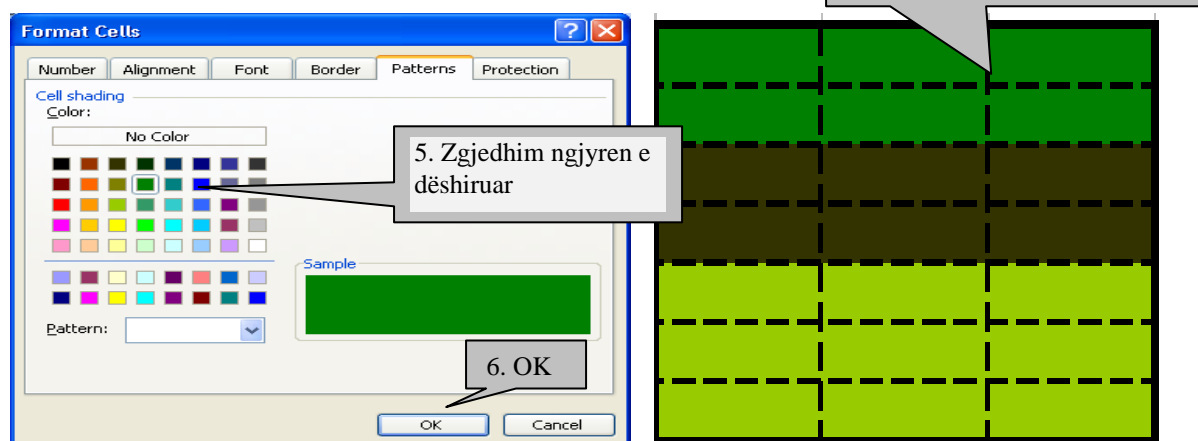 Format Cells
Number Alignment Font Border Patterns Protection
Cell shading
Color:
No Color
5. Zgjedhim ngjyren e
dëshiruar
Sample
Pattern:
6. OK
OK Cancel